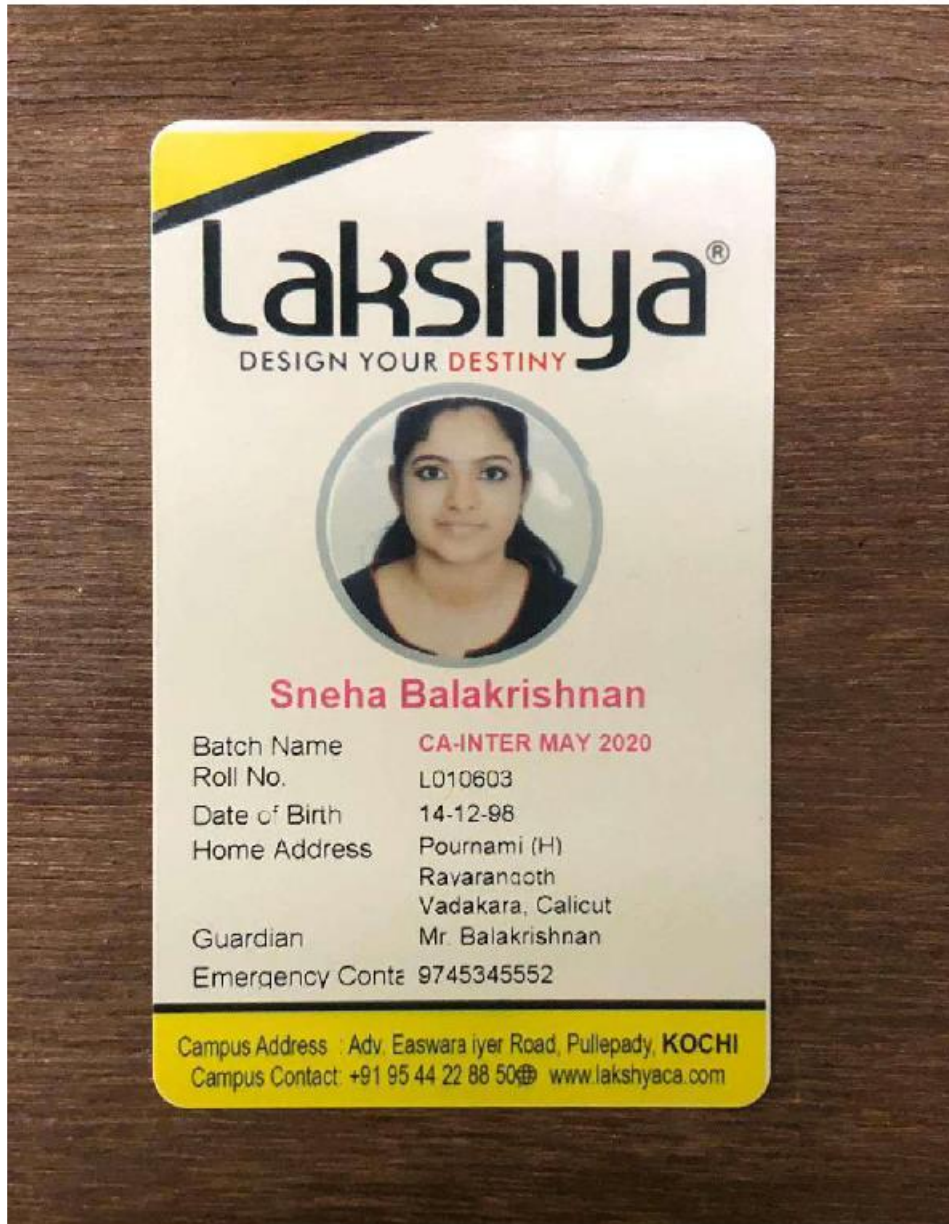 Lakshya®
DESIGN YOUR DESTINY
Sneha Balakrishnan
Batch Name CA-INTER MAY 2020
Roll No. L010603
Date of Birth 14-12-98
Home Address Pournami (H)
Rayarangoth
Vadakara, Calicut
Guardian Mr. Balakrishnan
Emergency Conta 9745345552
Campus Address : Adv. Easwara iyer Road, Pullepady, KOCHI
Campus Contact: +91 95 44 22 88 50 www.lakshyaca.com